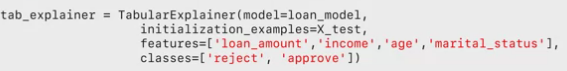 tab_explainer = TabularExplainer(model=loan_model,
initialization_examples=X_test,
features=['loan_amount','income','age','marital_status'],
classes=['reject', 'approve'])